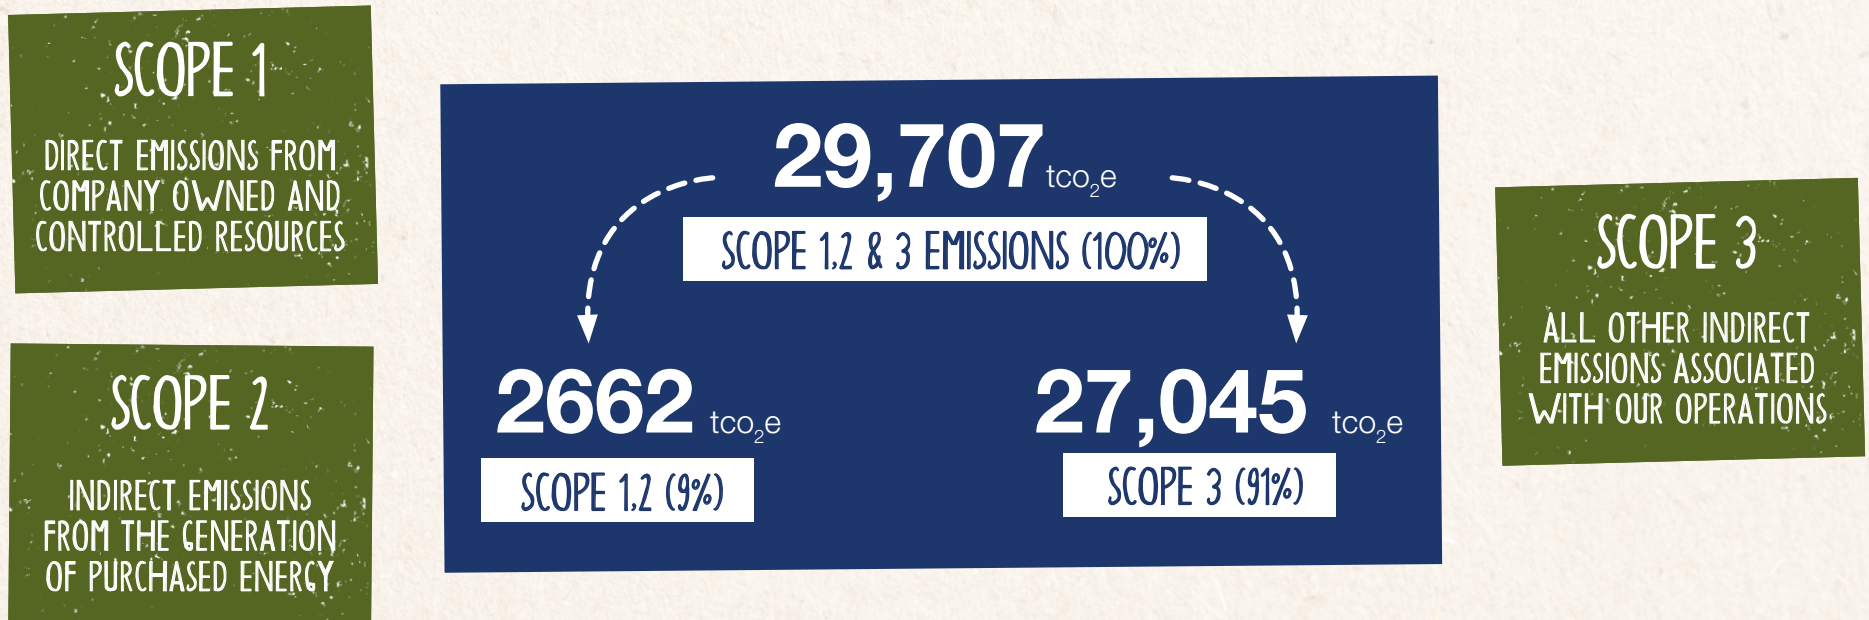 SCOPE 1
DIRECT EMISSIONS FROM
COMPANY OWNED AND
CONTROLLED RESOURCES
SCOPE 2
INDIRECT EMISSIONS
FROM THE GENERATION
OF PURCHASED ENERGY
29,707 tco₂e
SCOPE 1,2 & 3 EMISSIONS (100%)
2662 tco₂e
SCOPE 1,2 (9%)
27,045 tco₂e
SCOPE 3 (91%)
SCOPE 3
ALL OTHER INDIRECT
EMISSIONS ASSOCIATED
WITH OUR OPERATIONS